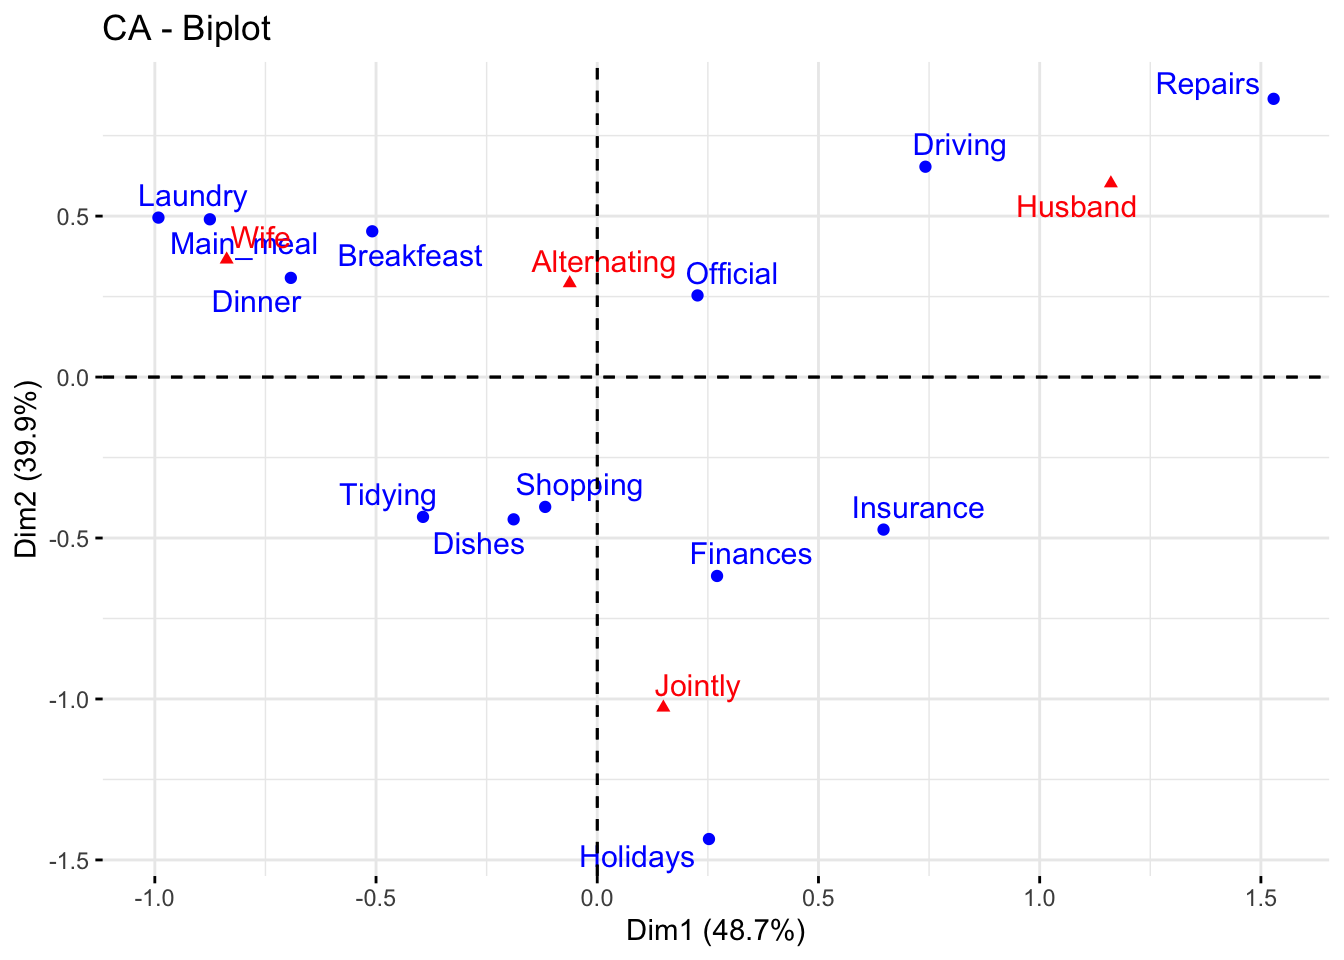 CA - Biplot
Repairs
Driving
Husband
Laundry
Wife
Main_meal
Breakfeast
Dinner
Alternating
Official
0.5
0.0
Tidying
Shopping
Dishes
Insurance
Finances
-0.5
Jointly
-1.0
Holidays
-1.5
-1.0 -0.5 0.0 0.5 1.0 1.5
Dim1 (48.7%)
Dim2 (39.9%)